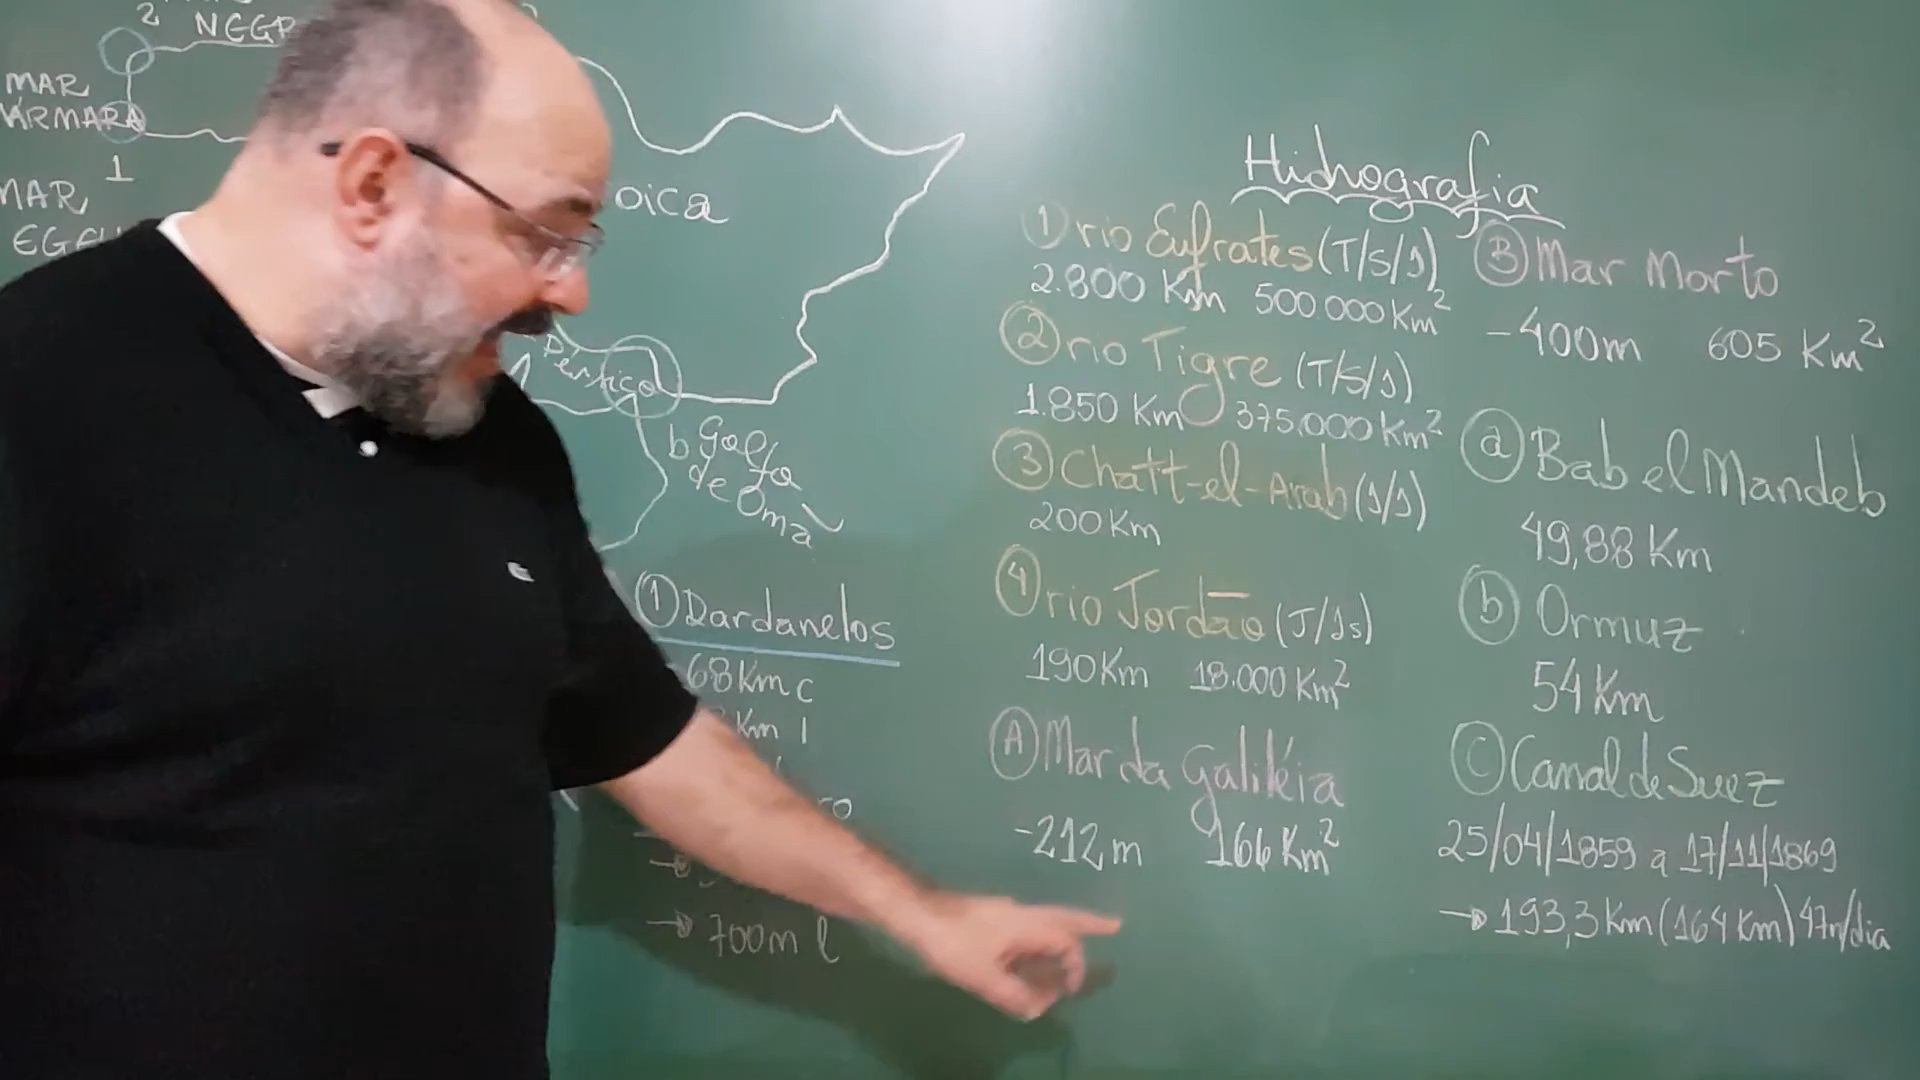 2
NEGR
MAR
MÁRMARA
1
MAR
EGEU
OICA
Pérsico
b Golfo
de Omã
① Dardanelos
68 Km c
Km l
ro
→ 700m l
Hidrografia
① rio Eufrates (T/S/I)
2.800 Km 500000 Km²
② rio Tigre (T/S/I)
1.850 Km 375.000 Km²
③ Chatt-el-Arab (I/I)
200 Km
④ rio Jordão (J/Is)
190 Km 18.000 Km²
Ⓐ Mar da Galiléia
-212 m 166 Km²
Ⓑ Mar Morto
-400m 605 Km²
ⓐ Bab el Mandeb
49,88 Km
ⓑ Ormuz
54 Km
Ⓒ Canal de Suez
25/04/1859 a 17/11/1869
→ 193,3 Km (164 Km) 47n/dia